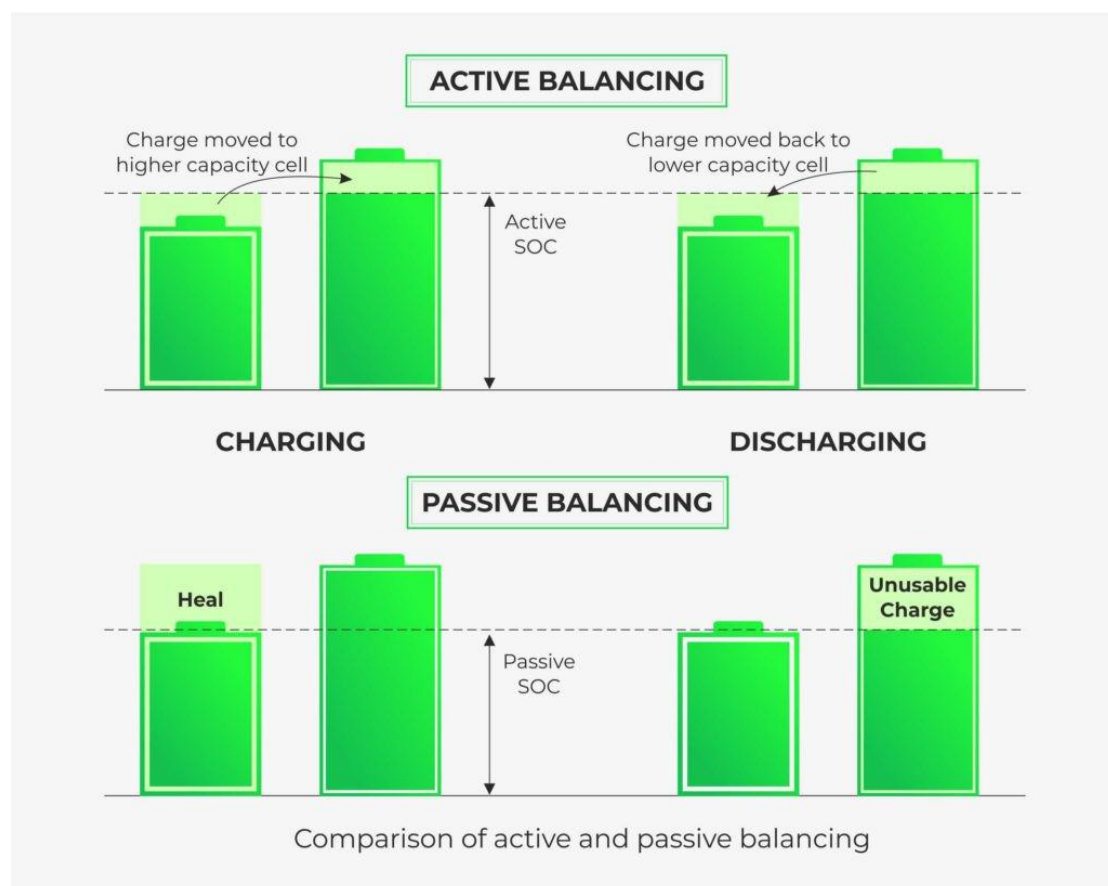 ACTIVE BALANCING
Charge moved to
higher capacity cell
Charge moved back to
lower capacity cell
Active
SOC
CHARGING
DISCHARGING
PASSIVE BALANCING
Heal
Unusable
Charge
Passive
SOC
Comparison of active and passive balancing